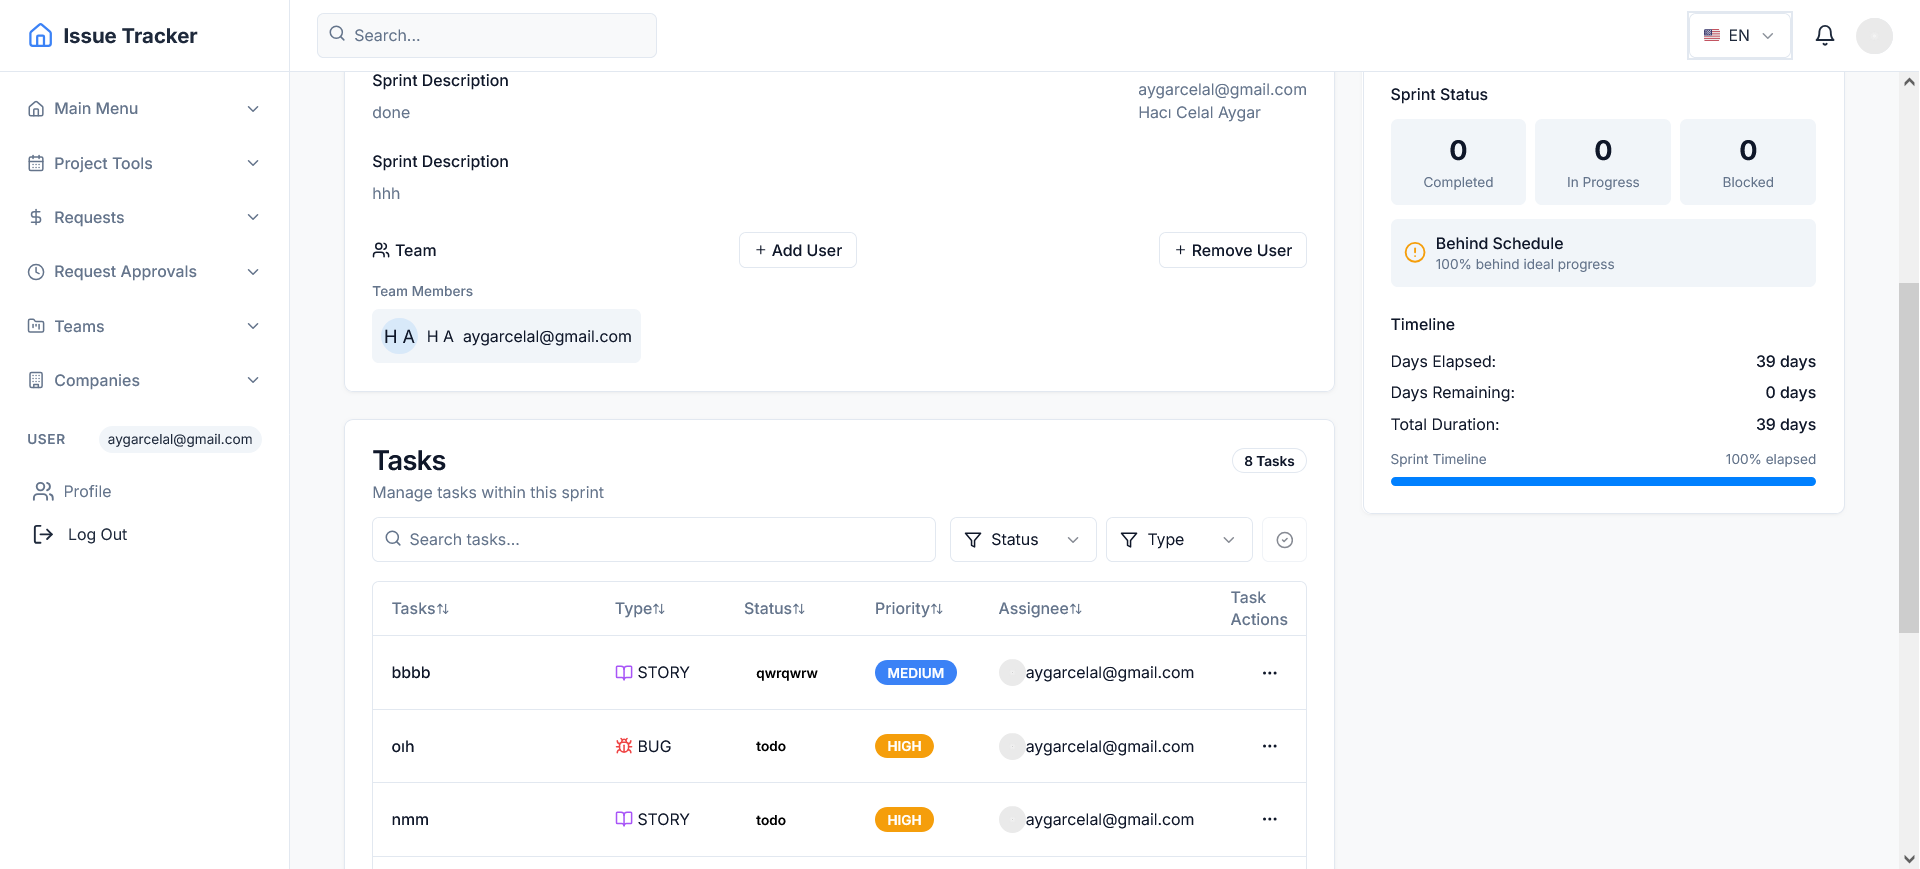 Issue Tracker
Search...
EN
Main Menu
Project Tools
Requests
Request Approvals
Teams
Companies
USER aygarcelal@gmail.com
Profile
Log Out
Sprint Description
done
aygarcelal@gmail.com
Hacı Celal Aygar
Sprint Description
hhh
Team
+ Add User
+ Remove User
Team Members
H A H A aygarcelal@gmail.com
Tasks
8 Tasks
Manage tasks within this sprint
Search tasks...
Status
Type
Tasks Type Status Priority Assignee Task Actions
bbbb STORY qwrqwrw MEDIUM aygarcelal@gmail.com ...
oıh BUG todo HIGH aygarcelal@gmail.com ...
nmm STORY todo HIGH aygarcelal@gmail.com ...
Sprint Status
0 0 0
Completed In Progress Blocked
Behind Schedule
100% behind ideal progress
Timeline
Days Elapsed: 39 days
Days Remaining: 0 days
Total Duration: 39 days
Sprint Timeline 100% elapsed